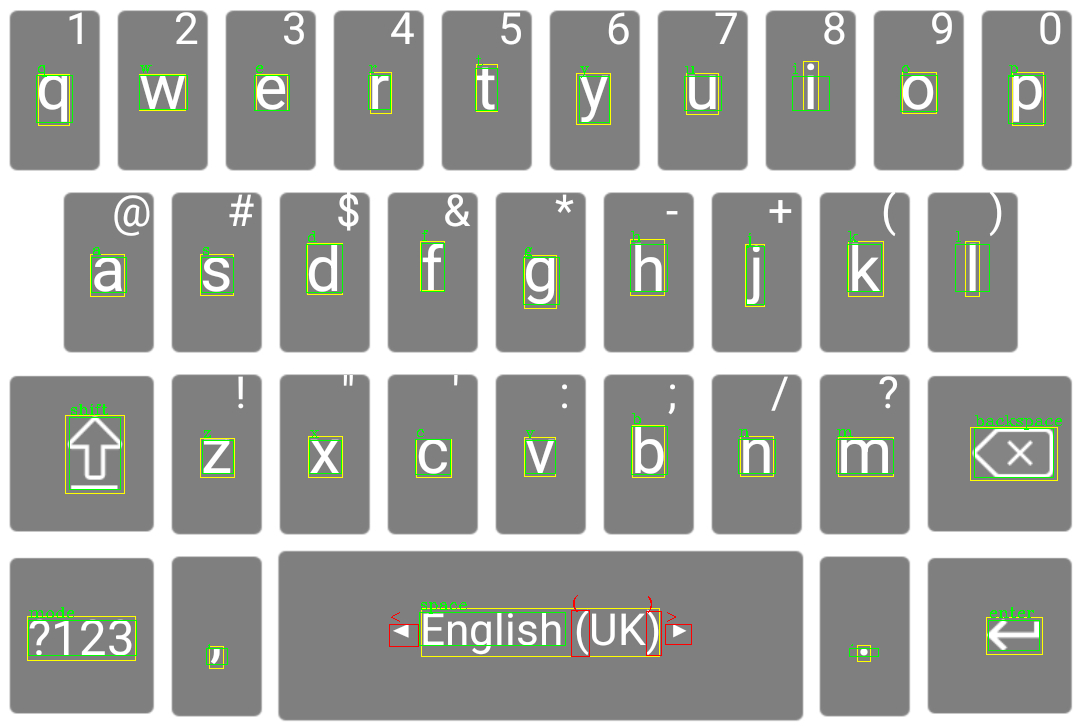 1 2 3 4 5 6 7 8 9 0
q w e r t y u i o p
q w e r t y u i o p
@ # $ & * - + ( )
a s d f g h j k l
a s d f g h j k l
! " ' : ; / ?
shift z x c v b n m backspace
z x c v b n m
mode < space ( ) > enter
?123 , English (UK) .